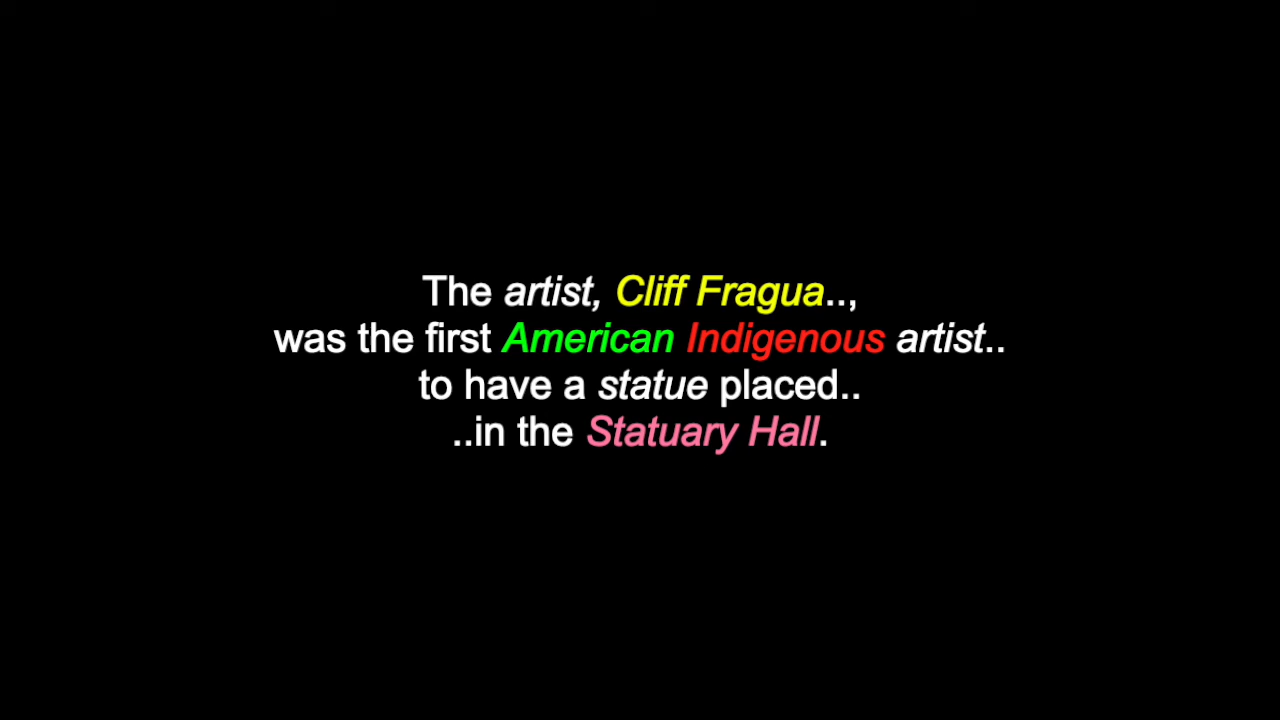 The artist, Cliff Fragua..,
was the first American Indigenous artist..
to have a statue placed..
..in the Statuary Hall.